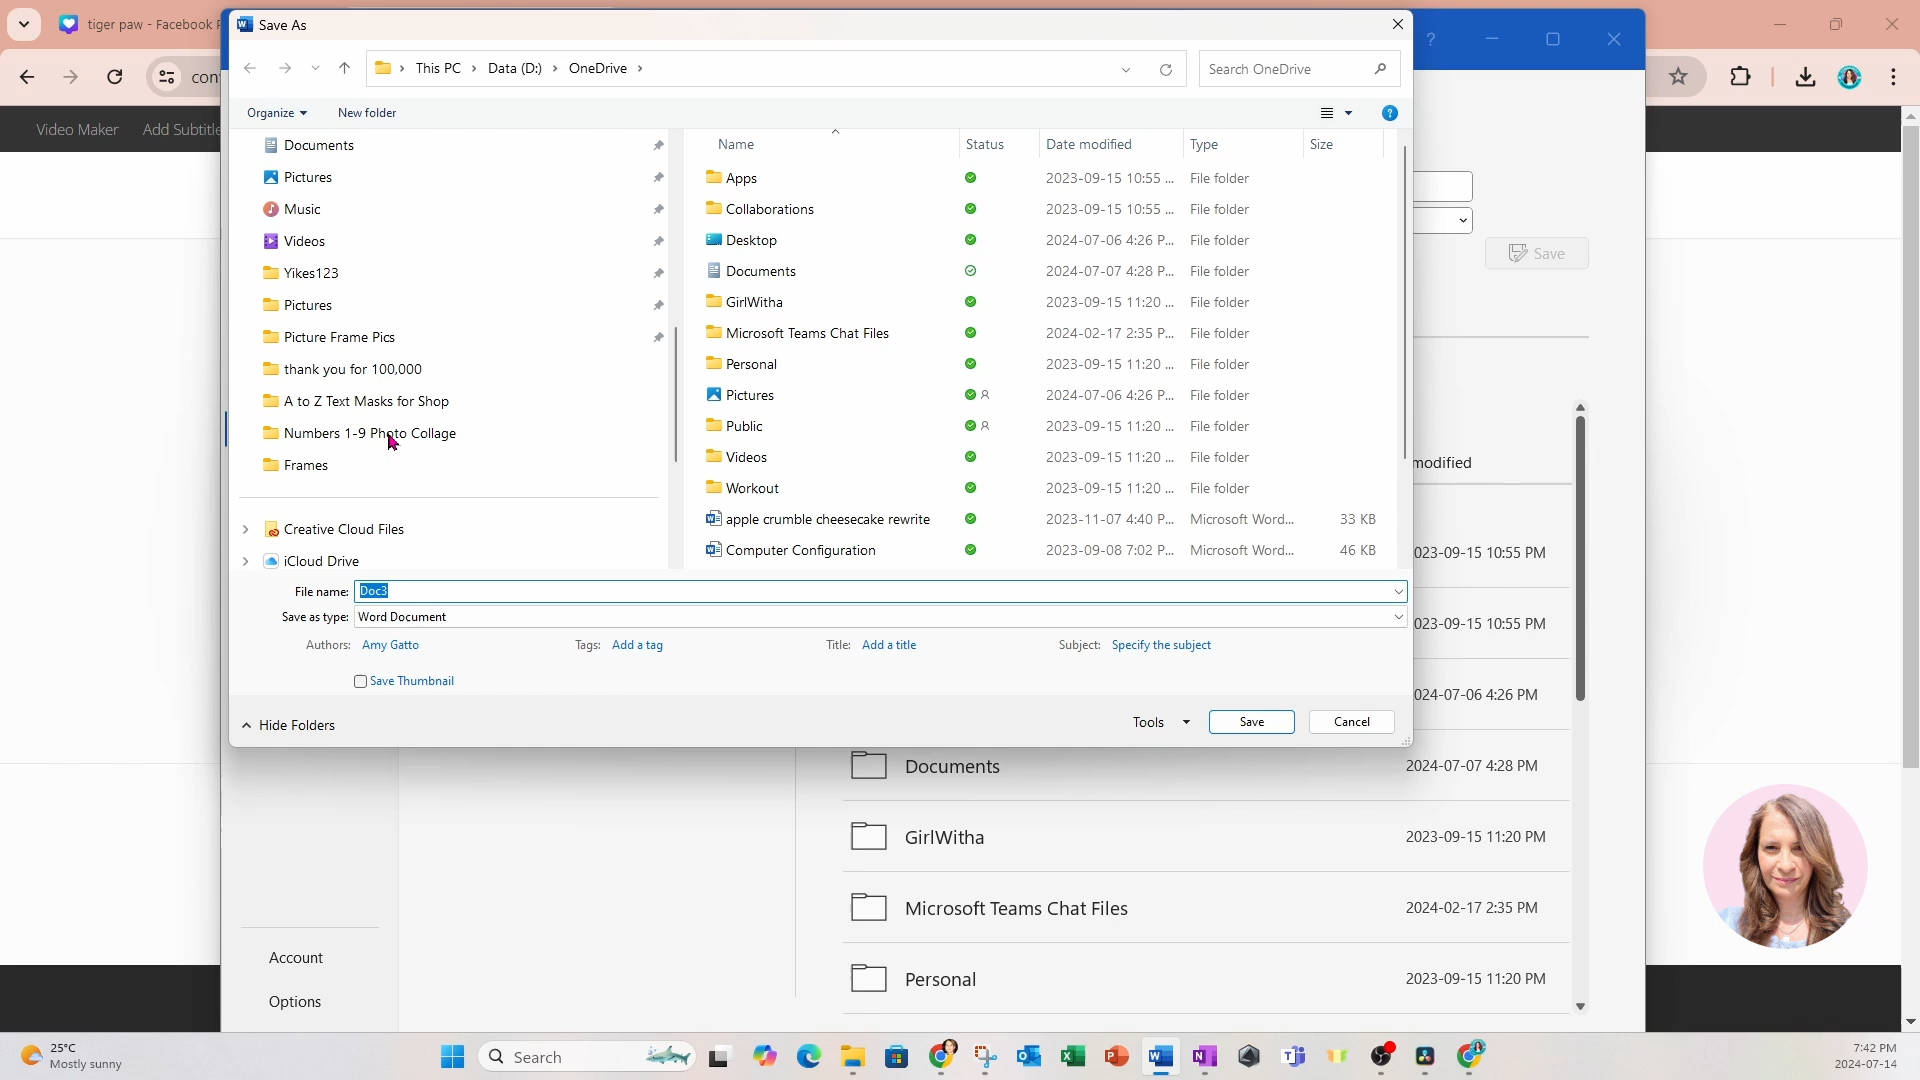 tiger paw - Facebook
Save As
con
This PC > Data (D:) > OneDrive >
Search OneDrive
Organize
New folder
Video Maker
Add Subtitle
Name
Status
Date modified
Type
Size
Documents
Pictures
Music
Videos
Yikes123
Pictures
Picture Frame Pics
thank you for 100,000
A to Z Text Masks for Shop
Numbers 1-9 Photo Collage
Frames
Creative Cloud Files
iCloud Drive
Apps 2023-09-15 10:55 ... File folder
Collaborations 2023-09-15 10:55 ... File folder
Desktop 2024-07-06 4:26 P... File folder
Documents 2024-07-07 4:28 P... File folder
GirlWitha 2023-09-15 11:20 ... File folder
Microsoft Teams Chat Files 2024-02-17 2:35 P... File folder
Personal 2023-09-15 11:20 ... File folder
Pictures 2024-07-06 4:26 P... File folder
Public 2023-09-15 11:20 ... File folder
Videos 2023-09-15 11:20 ... File folder
Workout 2023-09-15 11:20 ... File folder
apple crumble cheesecake rewrite 2023-11-07 4:40 P... Microsoft Word... 33 KB
Computer Configuration 2023-09-08 7:02 P... Microsoft Word... 46 KB
File name: Doc3
Save as type: Word Document
Authors: Amy Gatto Tags: Add a tag Title: Add a title Subject: Specify the subject
Save Thumbnail
Hide Folders
Tools
Save
Cancel
Save
modified
023-09-15 10:55 PM
023-09-15 11:20 PM
024-07-06 4:26 PM
Documents 2024-07-07 4:28 PM
GirlWitha 2023-09-15 11:20 PM
Microsoft Teams Chat Files 2024-02-17 2:35 PM
Personal 2023-09-15 11:20 PM
Account
Options
25°C
Mostly sunny
Search
7:42 PM
2024-07-14